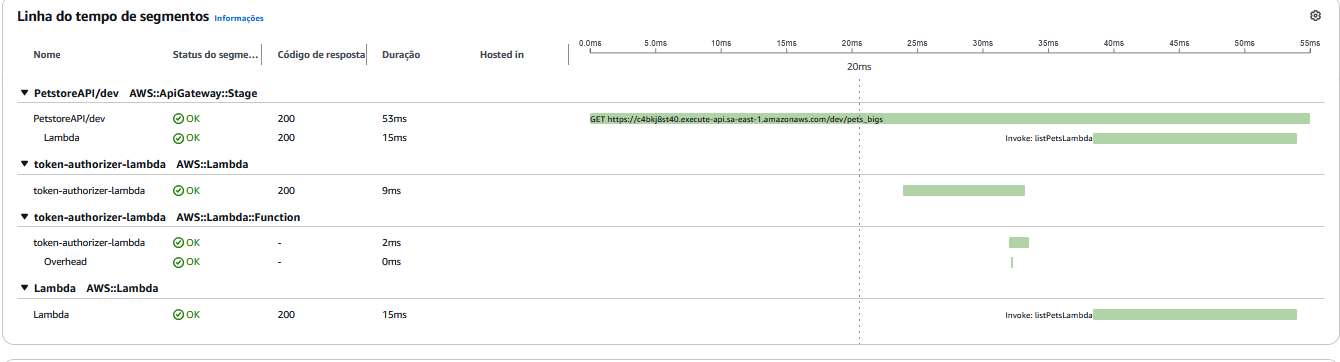 Linha do tempo de segmentos Informações
Nome Status do segme... Código de resposta Duração Hosted in 0.0ms 5.0ms 10ms 15ms 20ms 25ms 30ms 35ms 40ms 45ms 50ms 55ms
20ms
PetstoreAPI/dev AWS::ApiGateway::Stage
PetstoreAPI/dev OK 200 53ms GET https://c4bkj8st40.execute-api.sa-east-1.amazonaws.com/dev/pets_bigs
Lambda OK 200 15ms Invoke: listPetsLambda
token-authorizer-lambda AWS::Lambda
token-authorizer-lambda OK 200 9ms
token-authorizer-lambda AWS::Lambda::Function
token-authorizer-lambda OK - 2ms
Overhead OK - 0ms
Lambda AWS::Lambda
Lambda OK 200 15ms Invoke: listPetsLambda